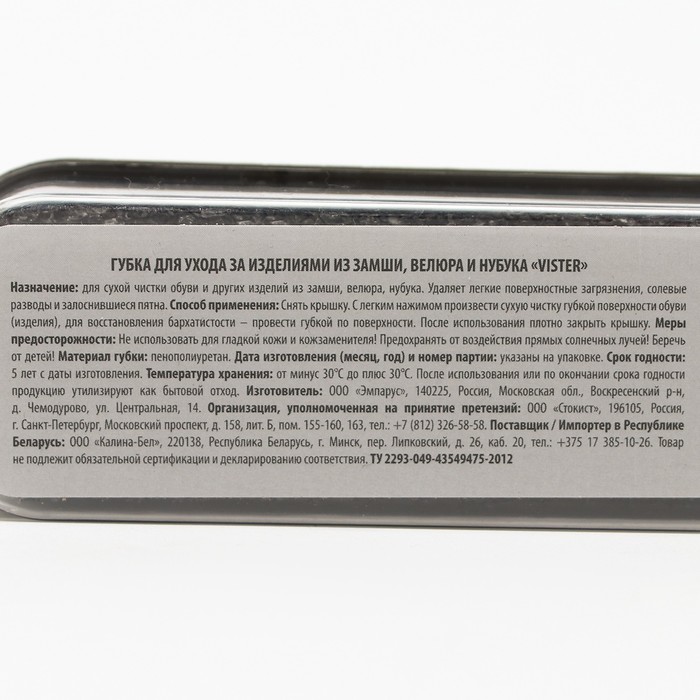 ГУБКА ДЛЯ УХОДА ЗА ИЗДЕЛИЯМИ ИЗ ЗАМШИ, ВЕЛЮРА И НУБУКА «VISTER»
Назначение: для сухой чистки обуви и других изделий из замши, велюра, нубука. Удаляет легкие поверхностные загрязнения, солевые
разводы и залоснившиеся пятна. Способ применения: Снять крышку. С легким нажимом произвести сухую чистку губкой поверхности обуви
(изделия), для восстановления бархатистости – провести губкой по поверхности. После использования плотно закрыть крышку. Меры
предосторожности: Не использовать для гладкой кожи и кожзаменителя! Предохранять от воздействия прямых солнечных лучей! Беречь
от детей! Материал губки: пенополиуретан. Дата изготовления (месяц, год) и номер партии: указаны на упаковке. Срок годности:
5 лет с даты изготовления. Температура хранения: от минус 30°С до плюс 30°С. После использования или по окончании срока годности
продукцию утилизируют как бытовой отход. Изготовитель: ООО «Эмпарус», 140225, Россия, Московская обл., Воскресенский р-н,
д. Чемодурово, ул. Центральная, 14. Организация, уполномоченная на принятие претензий: ООО «Стокист», 196105, Россия,
г. Санкт-Петербург, Московский проспект, д. 158, лит. Б, пом. 155-160, 163, тел.: +7 (812) 326-58-58. Поставщик / Импортер в Республике
Беларусь: ООО «Калина-Бел», 220138, Республика Беларусь, г. Минск, пер. Липковский, д. 26, каб. 20, тел.: +375 17 385-10-26. Товар
не подлежит обязательной сертификации и декларированию соответствия. ТУ 2293-049-43549475-2012